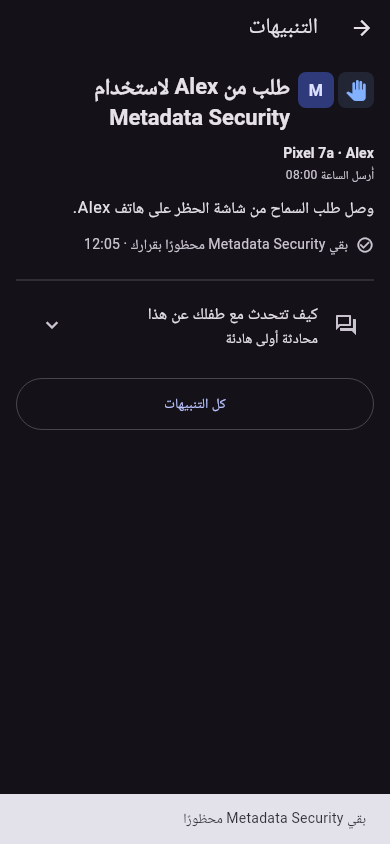 التنبيهات
M
طلب من Alex لاستخدام
Metadata Security
Pixel 7a · Alex
أُرسل الساعة 08:00
وصل طلب السماح من شاشة الحظر على هاتف Alex.
بقي Metadata Security محظورًا بقرارك · 12:05
كيف تتحدث مع طفلك عن هذا
محادثة أولى هادئة
كل التنبيهات
بقي Metadata Security محظورًا